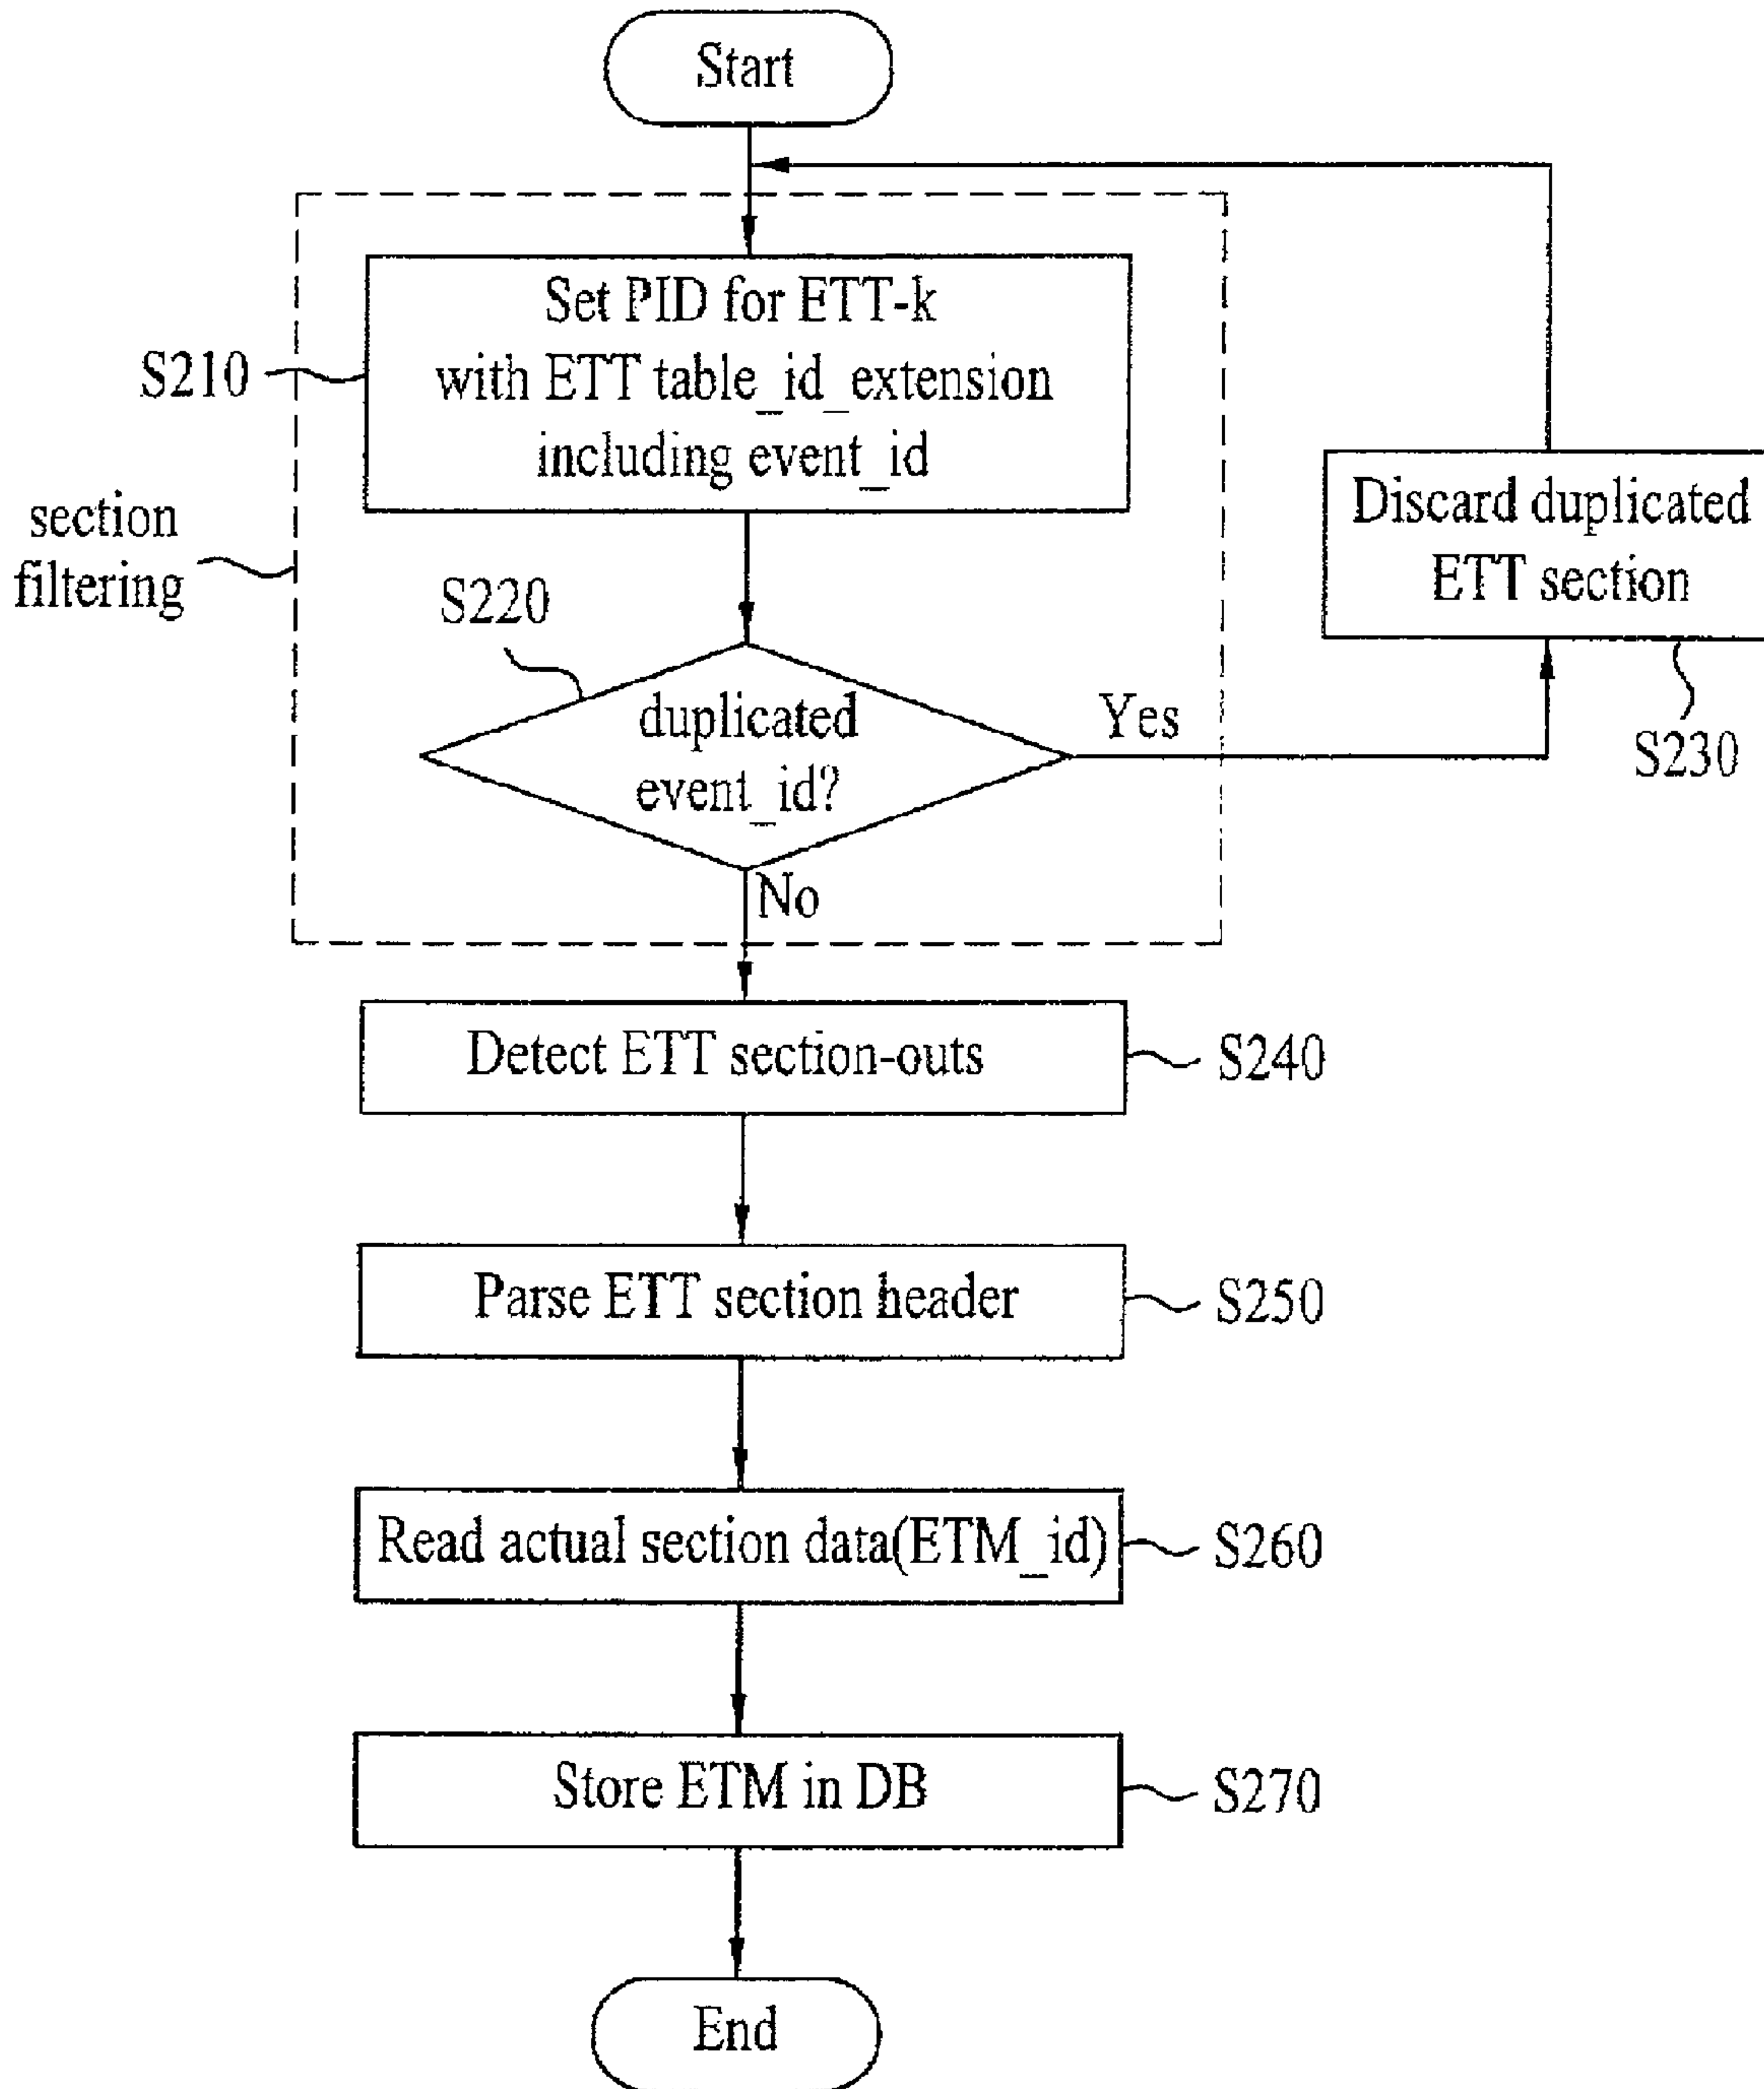 Start
Set PID for ETT-k
with ETT table_id_extension
including event_id
S210
section
filtering
Discard duplicated
ETT section
S220
duplicated
event_id?
Yes
S230
No
Detect ETT section-outs
S240
Parse ETT section header
S250
Read actual section data(ETM_id)
S260
Store ETM in DB
S270
End